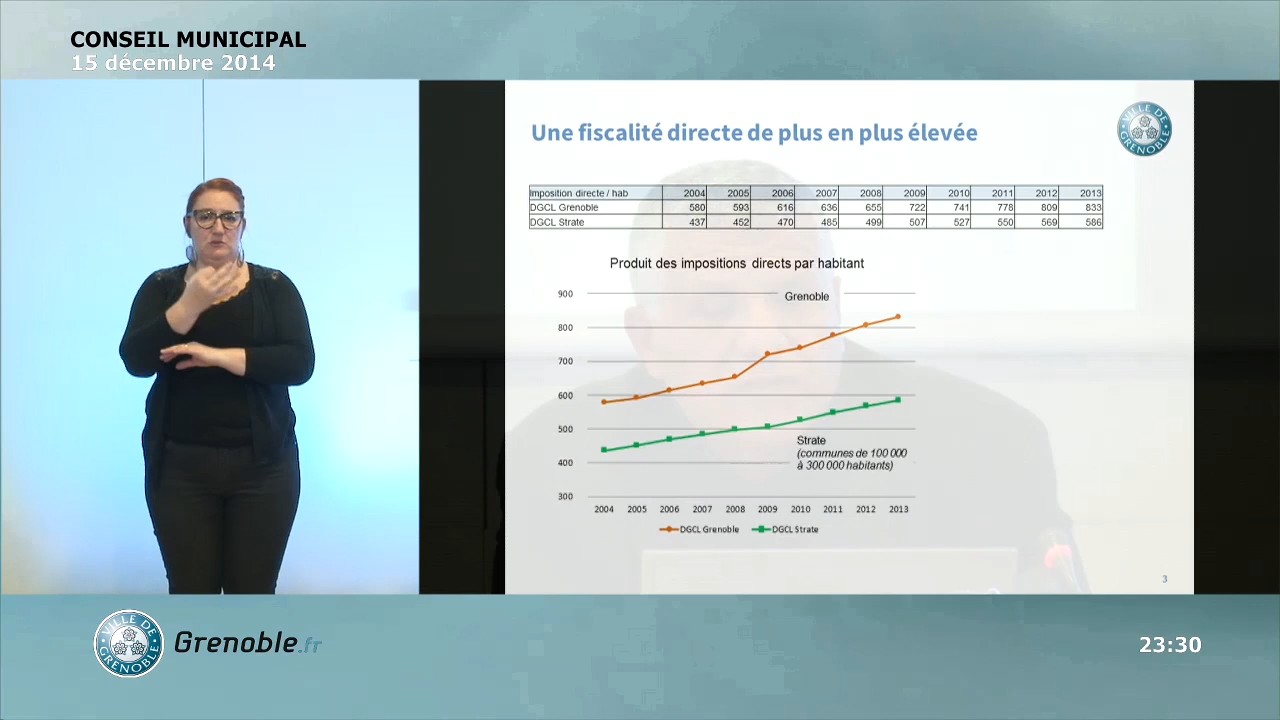 CONSEIL MUNICIPAL
15 décembre 2014
Une fiscalité directe de plus en plus élevée
VILLE DE GRENOBLE
Imposition directe / hab 2004 2005 2006 2007 2008 2009 2010 2011 2012 2013
DGCL Grenoble 580 593 616 636 655 722 741 778 809 833
DGCL Strate 437 452 470 485 499 507 527 550 569 586
Produit des impositions directs par habitant
900
Grenoble
800
700
600
500
Strate
(communes de 100 000
à 300 000 habitants)
400
300
2004 2005 2006 2007 2008 2009 2010 2011 2012 2013
DGCL Grenoble DGCL Strate
3
VILLE DE GRENOBLE
Grenoble.fr
23:30